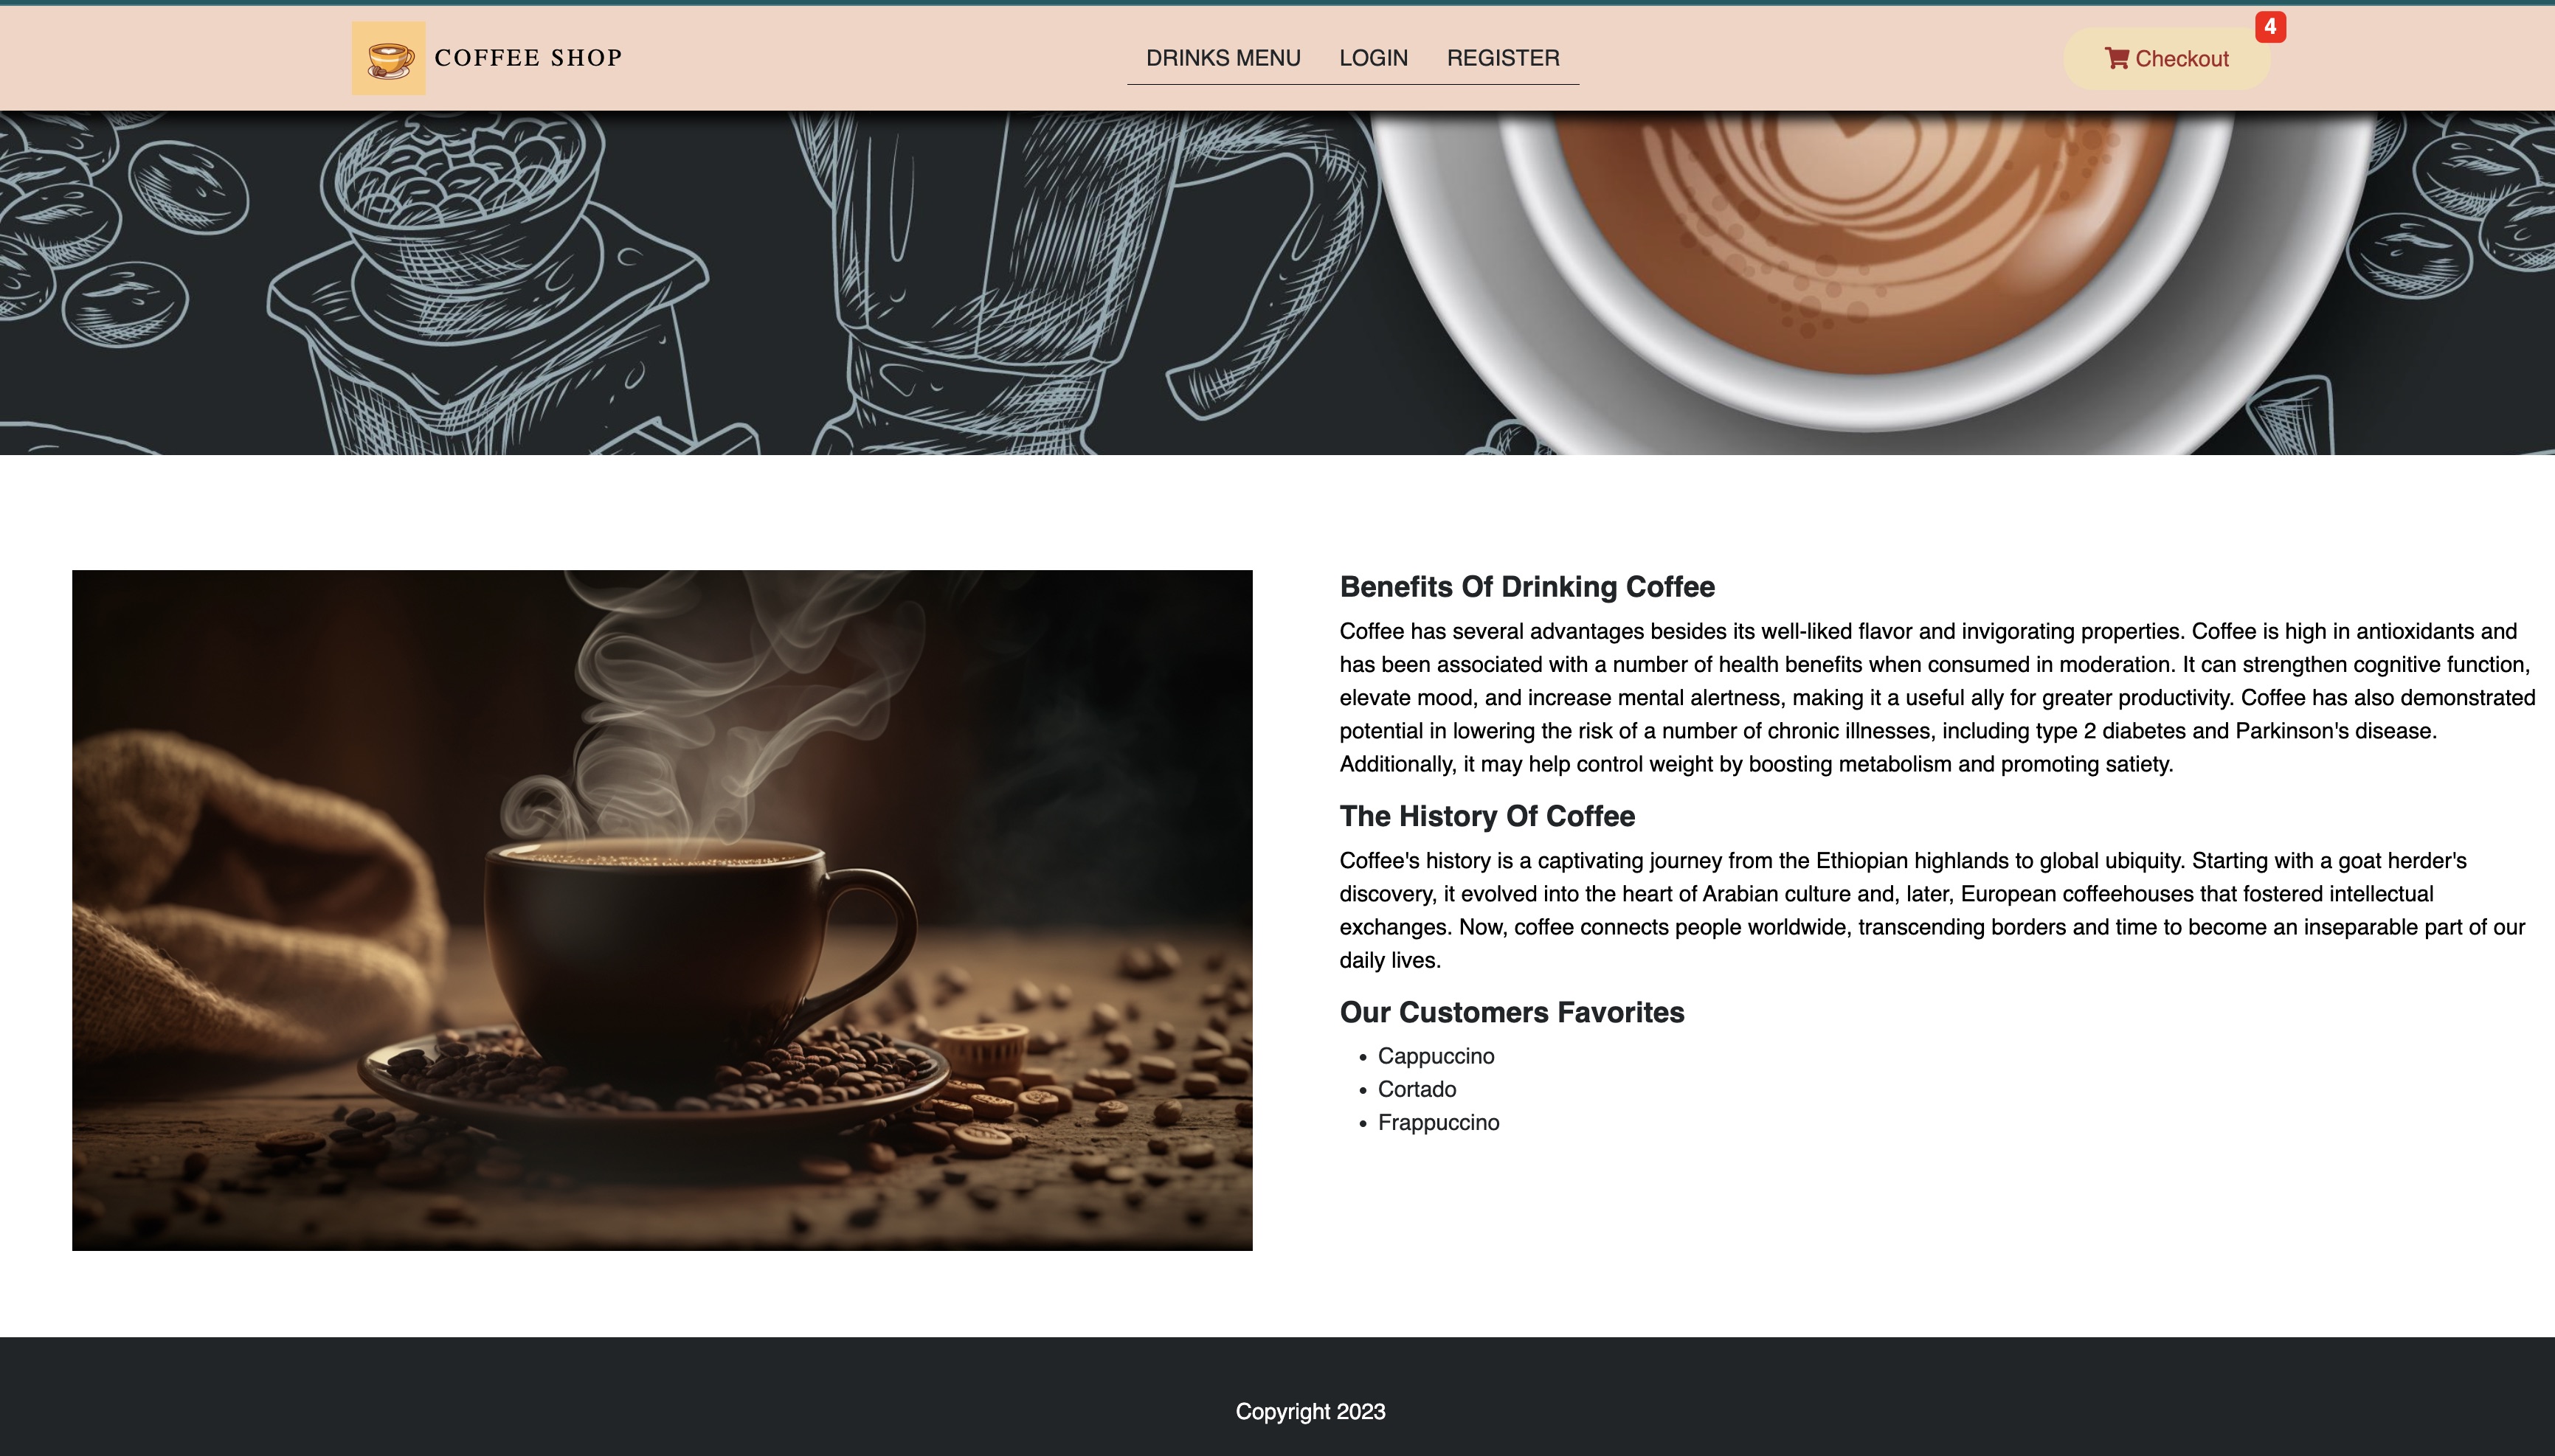 COFFEE SHOP
DRINKS MENU LOGIN REGISTER
4
Checkout
Benefits Of Drinking Coffee
Coffee has several advantages besides its well-liked flavor and invigorating properties. Coffee is high in antioxidants and
has been associated with a number of health benefits when consumed in moderation. It can strengthen cognitive function,
elevate mood, and increase mental alertness, making it a useful ally for greater productivity. Coffee has also demonstrated
potential in lowering the risk of a number of chronic illnesses, including type 2 diabetes and Parkinson's disease.
Additionally, it may help control weight by boosting metabolism and promoting satiety.
The History Of Coffee
Coffee's history is a captivating journey from the Ethiopian highlands to global ubiquity. Starting with a goat herder's
discovery, it evolved into the heart of Arabian culture and, later, European coffeehouses that fostered intellectual
exchanges. Now, coffee connects people worldwide, transcending borders and time to become an inseparable part of our
daily lives.
Our Customers Favorites
• Cappuccino
• Cortado
• Frappuccino
Copyright 2023